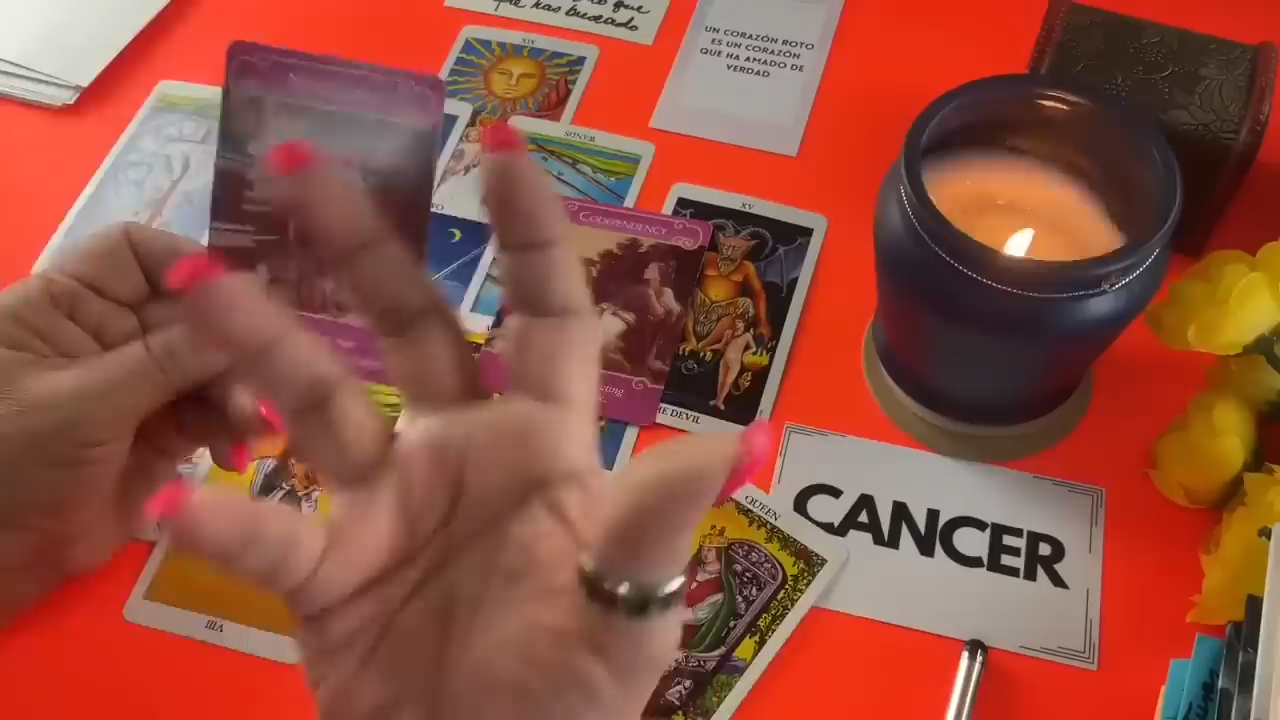 que
has buscado
UN CORAZÓN ROTO
ES UN CORAZÓN
QUE HA AMADO DE
VERDAD
XIX
WANDS
CODEPENDENCY
XV
THE DEVIL
QUEEN
CANCER
VIII